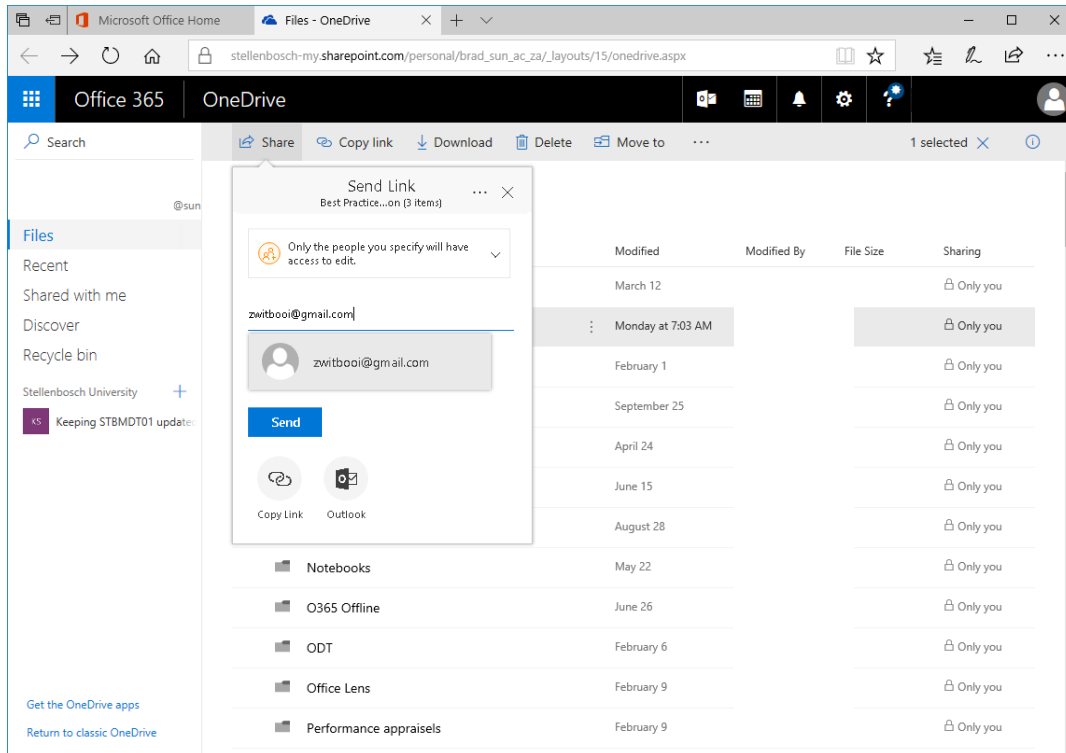 Microsoft Office Home
Files - OneDrive
stellenbosch-my.sharepoint.com/personal/brad_sun_ac_za/_layouts/15/onedrive.aspx
Office 365
OneDrive
Search
Share
Copy link
Download
Delete
Move to
1 selected
@sun
Files
Recent
Shared with me
Discover
Recycle bin
Stellenbosch University
KS
Keeping STBMDT01 updated
Get the OneDrive apps
Return to classic OneDrive
Send Link
Best Practice...on (3 items)
Only the people you specify will have
access to edit.
zwitbooi@gmail.com
zwitbooi@gmail.com
Send
Copy Link
Outlook
Modified
Modified By
File Size
Sharing
March 12
Only you
Monday at 7:03 AM
Only you
February 1
Only you
September 25
Only you
April 24
Only you
June 15
Only you
August 28
Only you
Notebooks
May 22
Only you
O365 Offline
June 26
Only you
ODT
February 6
Only you
Office Lens
February 9
Only you
Performance appraisels
February 9
Only you